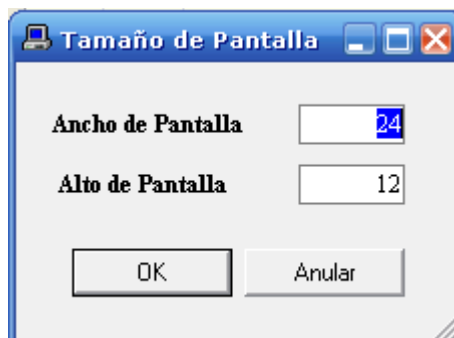 Tamaño de Pantalla
Ancho de Pantalla 24
Alto de Pantalla 12
OK Anular